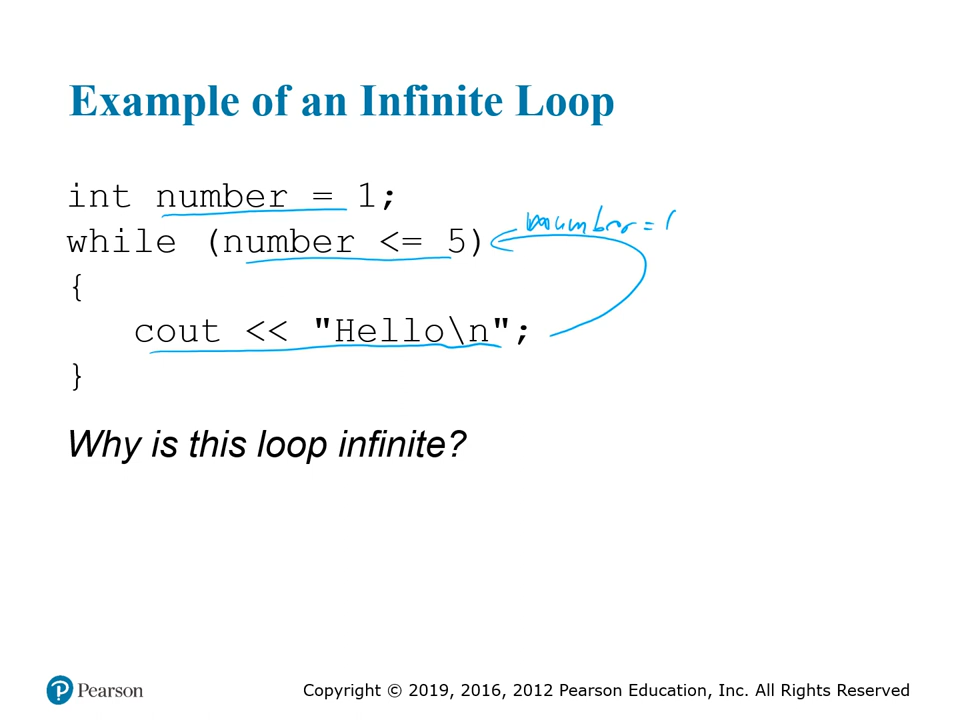 Example of an Infinite Loop
int number = 1;
number = 1
while (number <= 5)
{
cout << "Hello\n";
}
Why is this loop infinite?
Pearson
Copyright © 2019, 2016, 2012 Pearson Education, Inc. All Rights Reserved